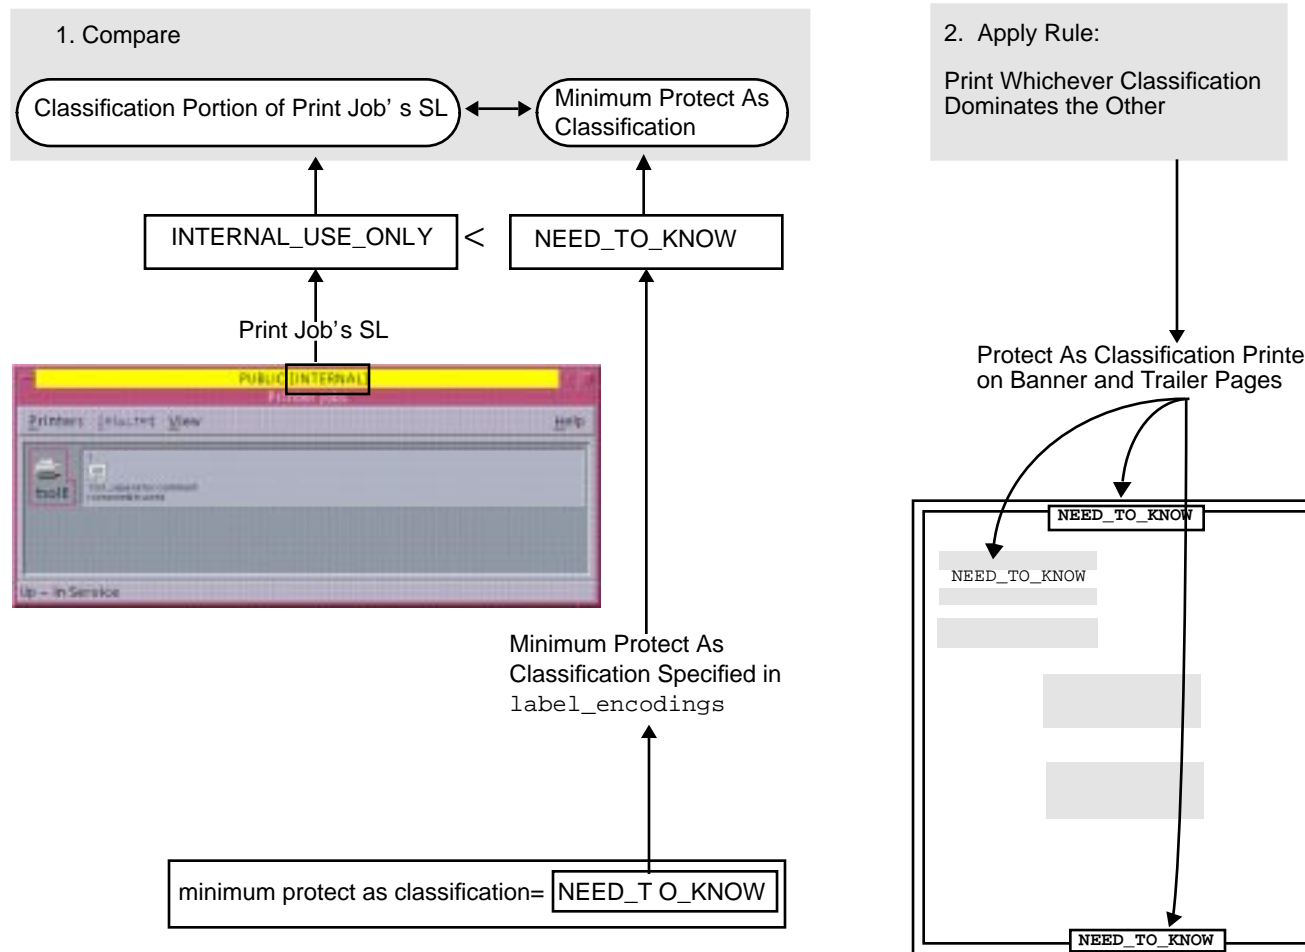 1. Compare
Classification Portion of Print Job' s SL
Minimum Protect As
Classification
INTERNAL_USE_ONLY
<
NEED_TO_KNOW
Print Job's SL
PUBLIC [INTERNAL]
Printers
View
Help
Up - In Service
Minimum Protect As
Classification Specified in
label_encodings
minimum protect as classification= NEED_T O_KNOW
2. Apply Rule:
Print Whichever Classification
Dominates the Other
Protect As Classification Printe
on Banner and Trailer Pages
NEED_TO_KNOW
NEED_TO_KNOW
NEED_TO_KNOW